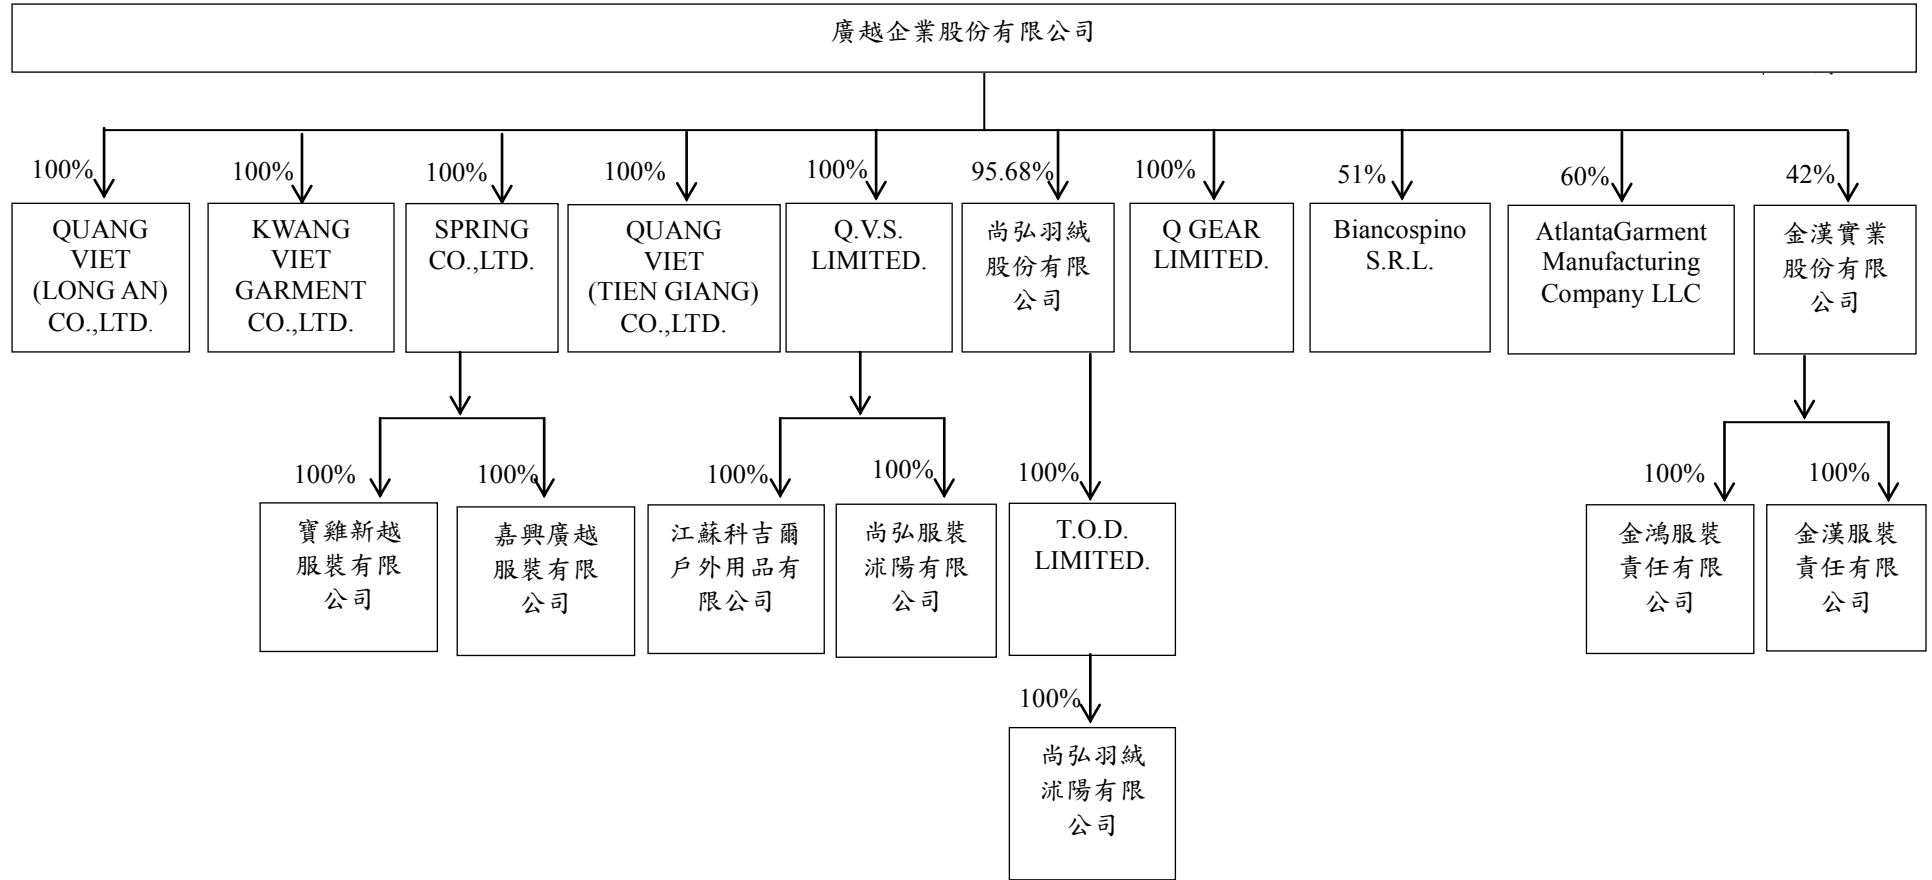 廣越企業股份有限公司
100%
100%
100%
100%
100%
95.68%
100%
51%
60%
42%
QUANG
VIET
(LONG AN)
CO.,LTD.
KWANG
VIET
GARMENT
CO.,LTD.
SPRING
CO.,LTD.
QUANG
VIET
(TIEN GIANG)
CO.,LTD.
Q.V.S.
LIMITED.
尚弘羽絨
股份有限
公司
Q GEAR
LIMITED.
Biancospino
S.R.L.
AtlantaGarment
Manufacturing
Company LLC
金漢實業
股份有限
公司
100%
100%
100%
100%
100%
100%
100%
寶雞新越
服裝有限
公司
嘉興廣越
服裝有限
公司
江蘇科吉爾
戶外用品有
限公司
尚弘服裝
沭陽有限
公司
T.O.D.
LIMITED.
金鴻服裝
責任有限
公司
金漢服裝
責任有限
公司
100%
尚弘羽絨
沭陽有限
公司